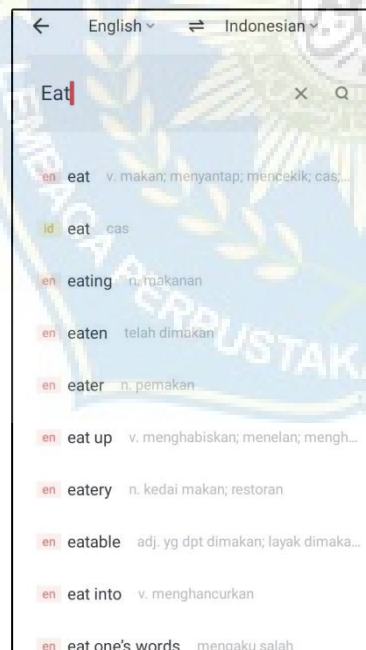 English Indonesian
Eat
en eat v. makan; menyantap; mencekik; cas;...
id eat cas
en eating n. makanan
en eaten telah dimakan
en eater n. pemakan
en eat up v. menghabiskan; menelan; mengh...
en eatery n. kedai makan; restoran
en eatable adj. yg dpt dimakan; layak dimaka...
en eat into v. menghancurkan
en eat one's words mengaku salah
LEMBAGA PERPUSTAKA